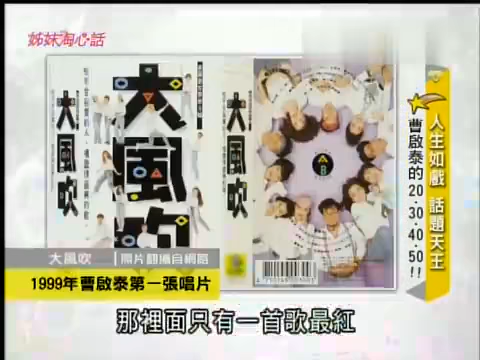 姊妹淘心話
大風吹
大風吹
大風吹
A
B
人生如戲 話題天王
曹啟泰的20.30.40.50!!
大風吹
圖片翻攝自網路
1999年曹啟泰第一張唱片
那裡面只有一首歌最紅